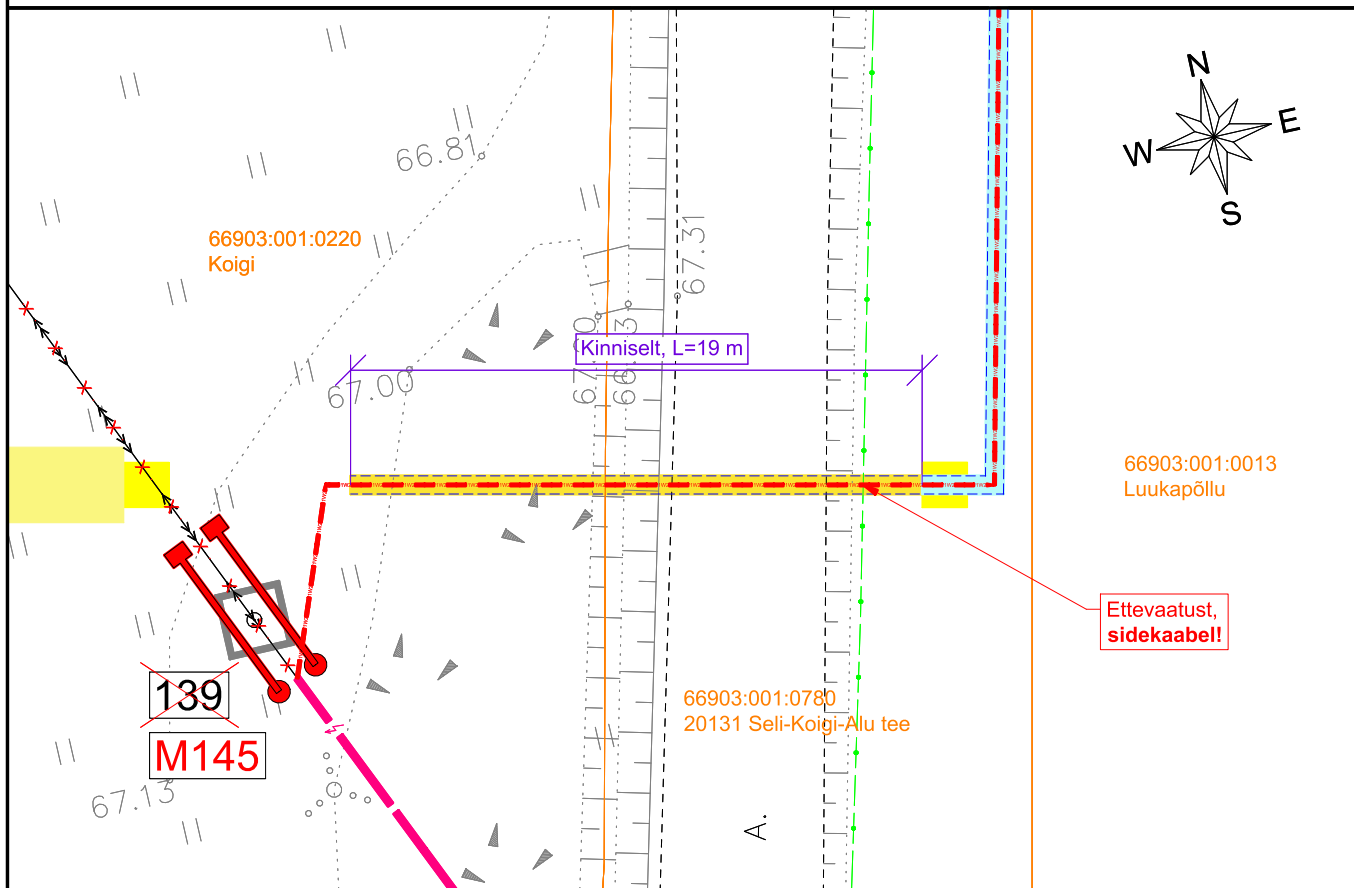 N
E
W
S
66.81
66903:001:0220
Koigi
67.31
Kinniselt, L=19 m
67.00
66903:001:0013
Luukapõllu
Ettevaatust,
sidekaabel!
139
M145
66903:001:0780
20131 Seli-Koigi-Alu tee
67.13
A.